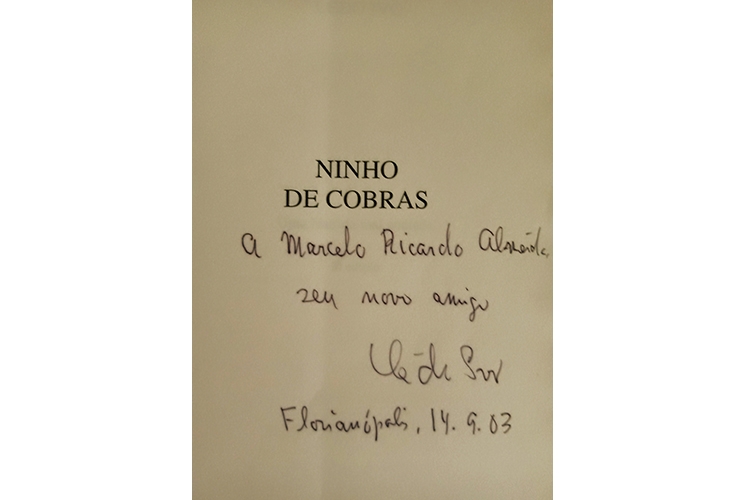 NINHO
DE COBRAS
A Marcelo Ricardo Almeida,
seu novo amigo
Florianópolis, 14.9.03